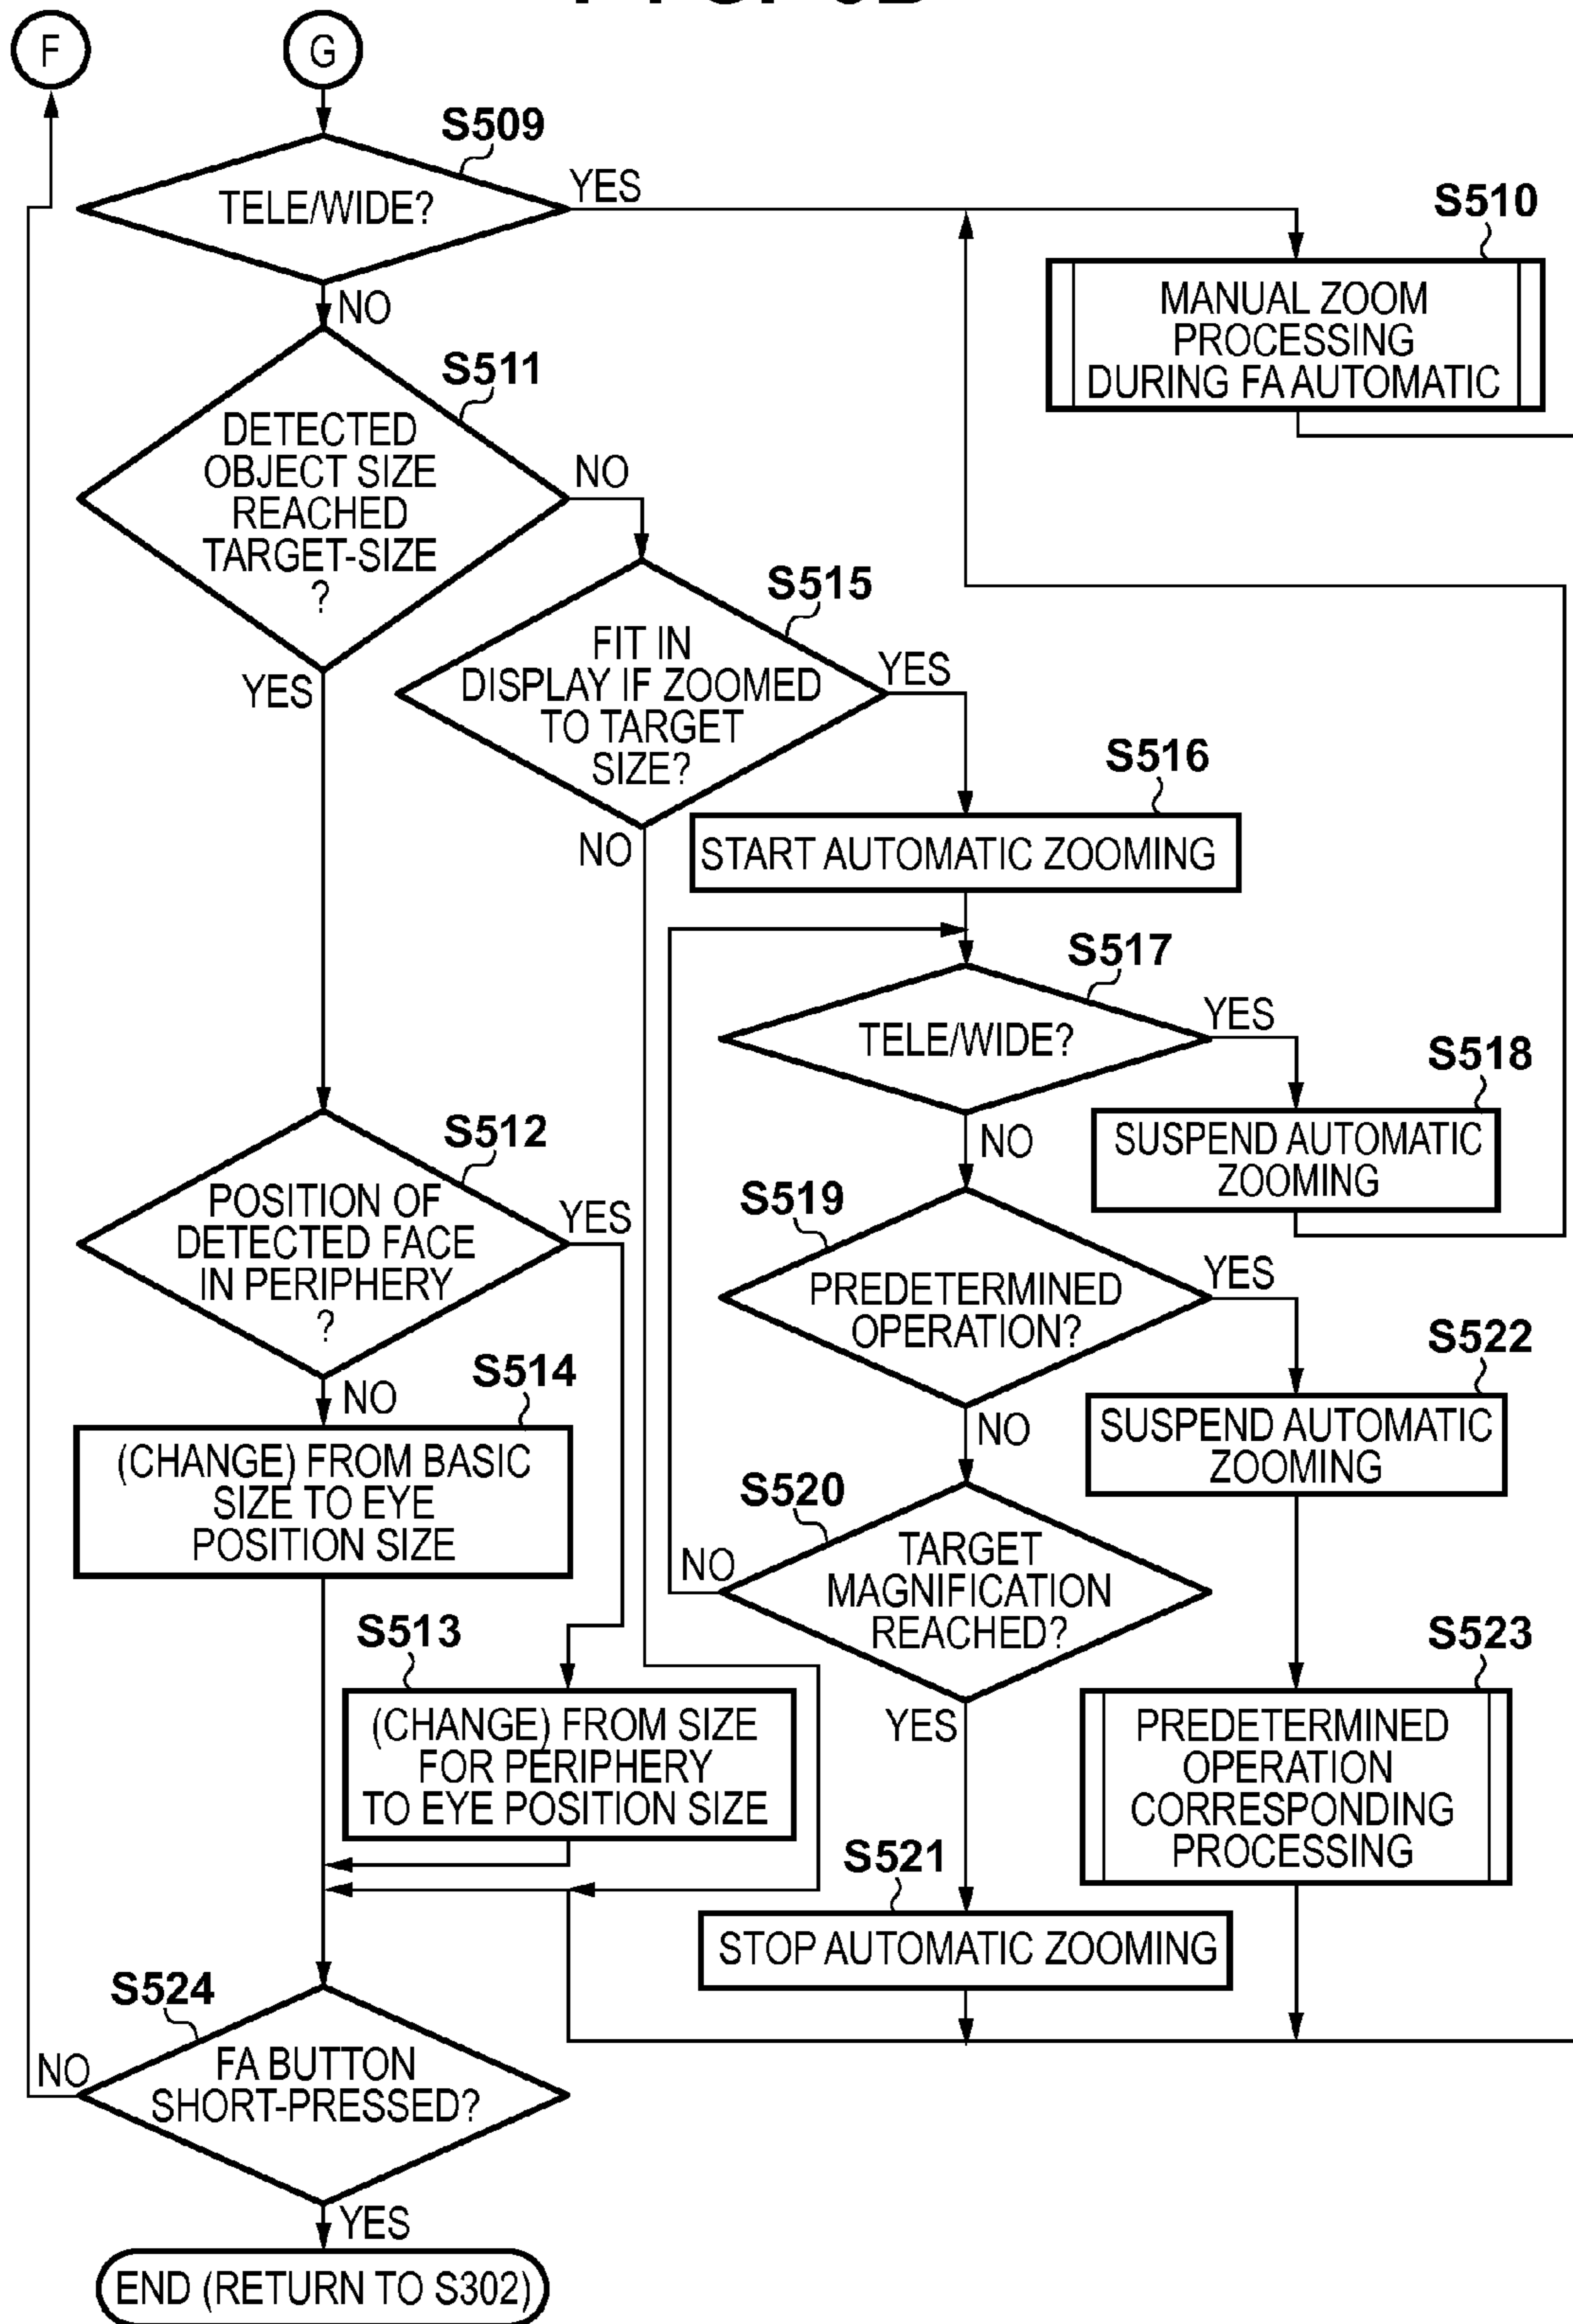 F
G
S509
TELE/WIDE?
YES
NO
S510
MANUAL ZOOM
PROCESSING
DURING FA AUTOMATIC
S511
DETECTED
OBJECT SIZE
REACHED
TARGET-SIZE
?
NO
YES
S515
FIT IN
DISPLAY IF ZOOMED
TO TARGET
SIZE?
YES
NO
S516
START AUTOMATIC ZOOMING
S517
TELE/WIDE?
YES
NO
S518
SUSPEND AUTOMATIC
ZOOMING
S512
POSITION OF
DETECTED FACE
IN PERIPHERY
?
YES
NO
S519
PREDETERMINED
OPERATION?
YES
NO
S522
SUSPEND AUTOMATIC
ZOOMING
S514
(CHANGE) FROM BASIC
SIZE TO EYE
POSITION SIZE
S520
TARGET
MAGNIFICATION
REACHED?
NO
YES
S513
(CHANGE) FROM SIZE
FOR PERIPHERY
TO EYE POSITION SIZE
S523
PREDETERMINED
OPERATION
CORRESPONDING
PROCESSING
S521
STOP AUTOMATIC ZOOMING
S524
FA BUTTON
SHORT-PRESSED?
NO
YES
END (RETURN TO S302)